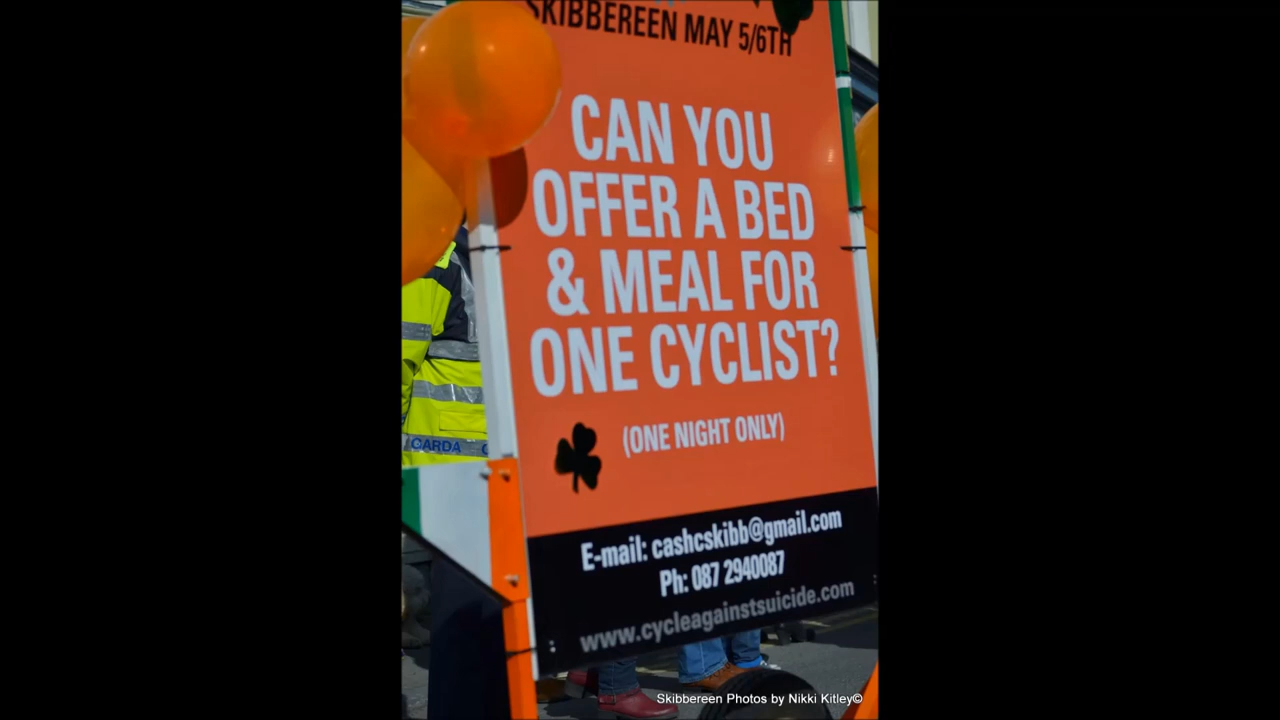 SKIBBEREEN MAY 5/6TH
CAN YOU
OFFER A BED
& MEAL FOR
ONE CYCLIST?
(ONE NIGHT ONLY)
GARDA
E-mail: cashcskibb@gmail.com
Ph: 087 2940087
www.cycleagainstsuicide.com
Skibbereen Photos by Nikki Kitley©